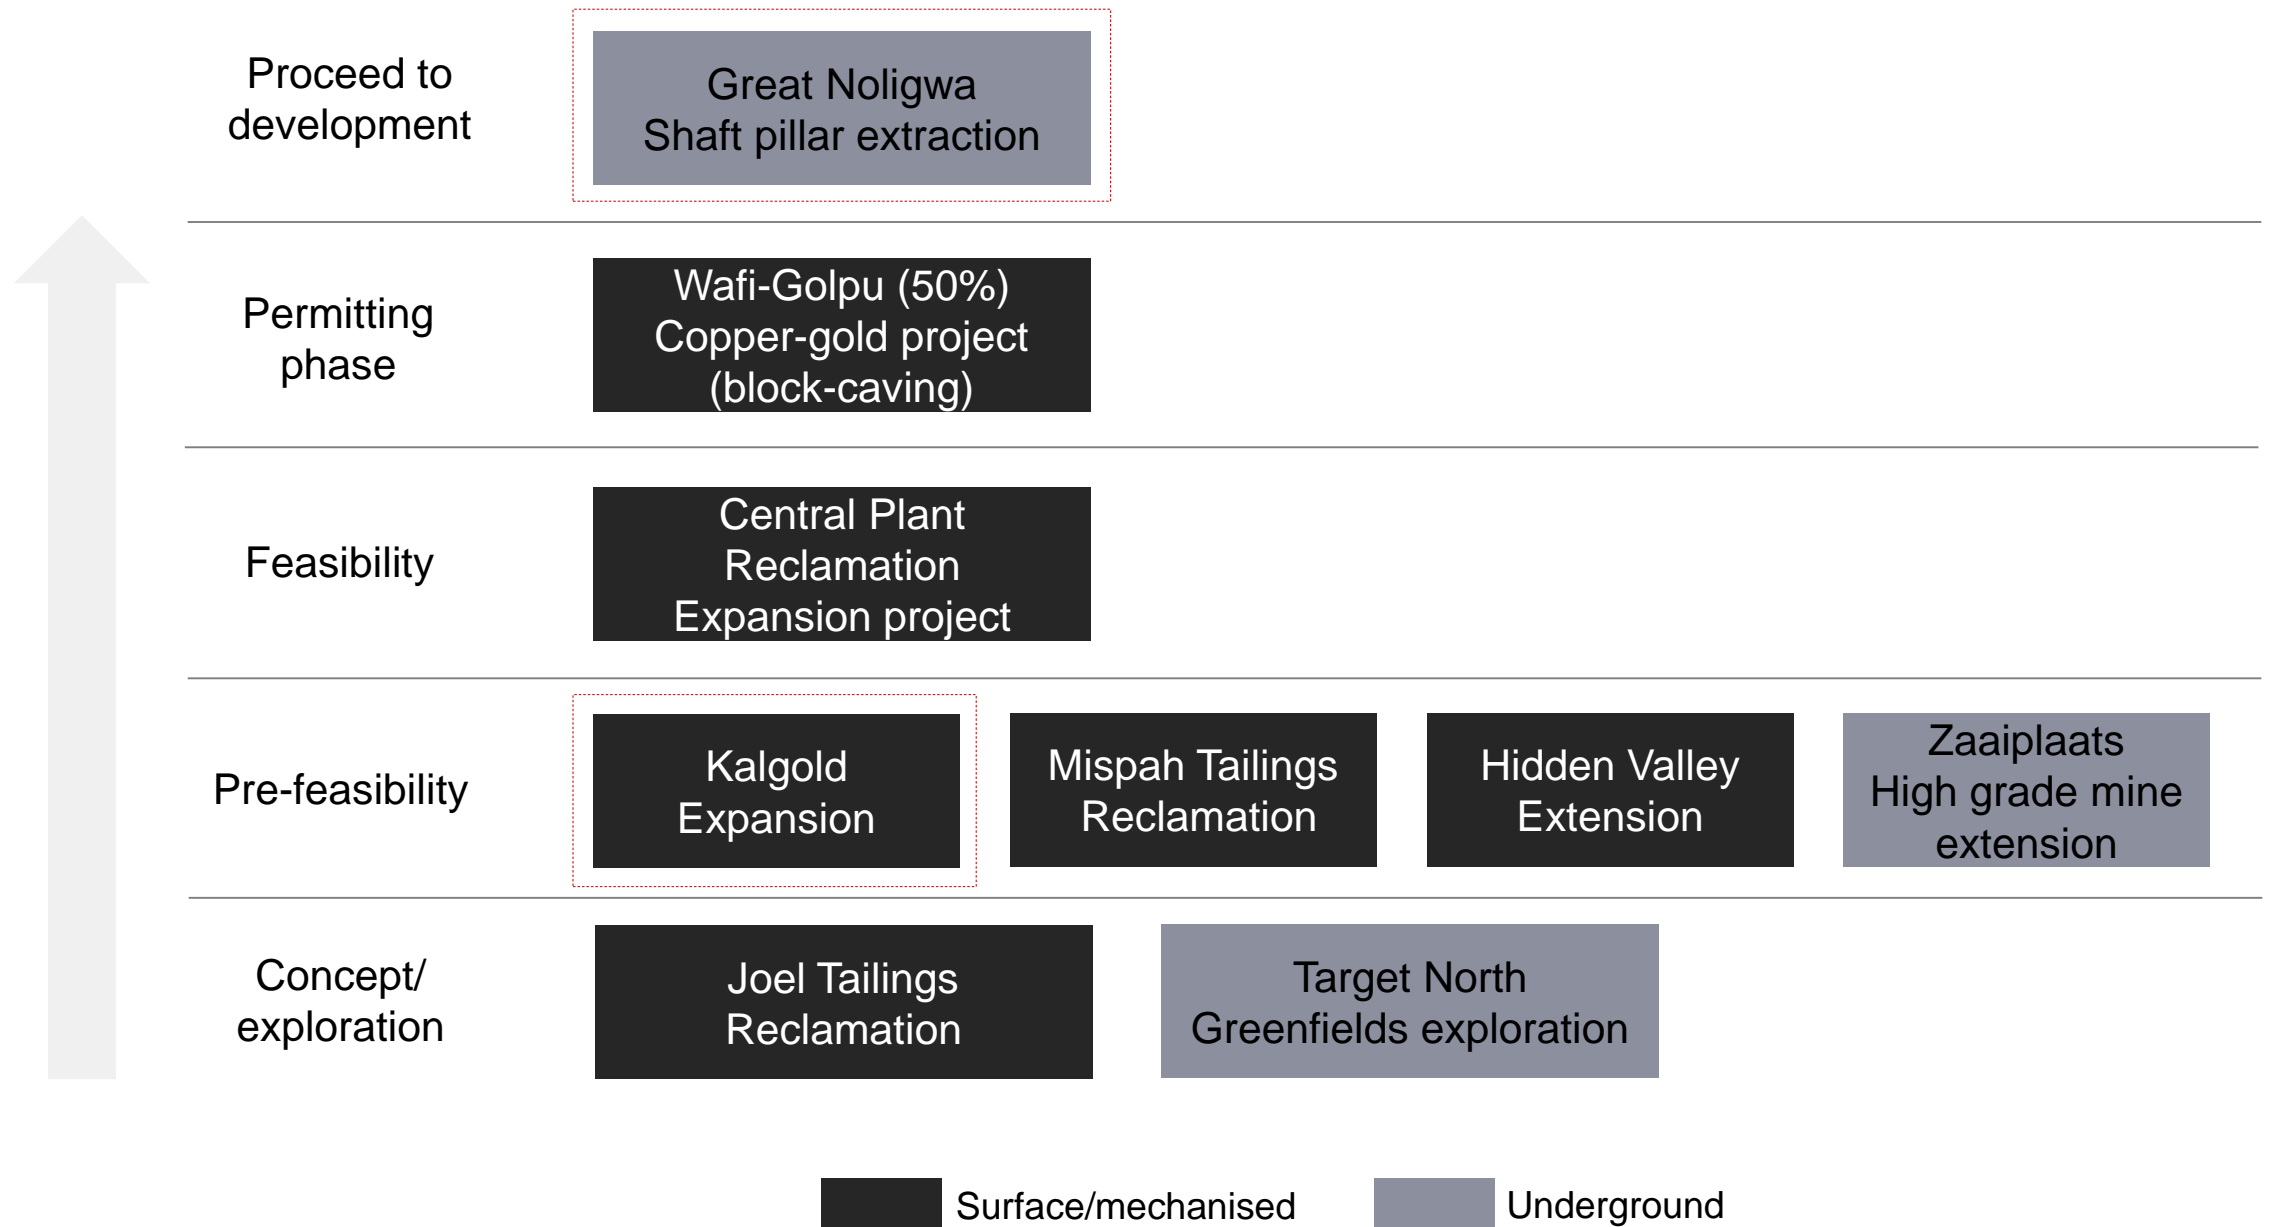 Proceed to
development
Great Noligwa
Shaft pillar extraction
Permitting
phase
Wafi-Golpu (50%)
Copper-gold project
(block-caving)
Feasibility
Central Plant
Reclamation
Expansion project
Pre-feasibility
Kalgold
Expansion
Mispah Tailings
Reclamation
Hidden Valley
Extension
Zaaiplaats
High grade mine
extension
Concept/
exploration
Joel Tailings
Reclamation
Target North
Greenfields exploration
Surface/mechanised
Underground